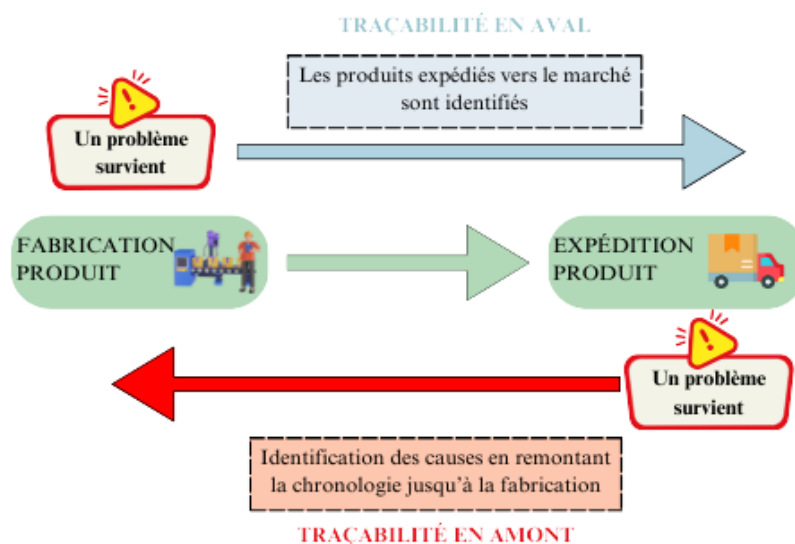 TRAÇABILITÉ EN AVAL
Les produits expédiés vers le marché
sont identifiés
Un problème
survient
FABRICATION
PRODUIT
EXPÉDITION
PRODUIT
Un problème
survient
Identification des causes en remontant
la chronologie jusqu'à la fabrication
TRAÇABILITÉ EN AMONT